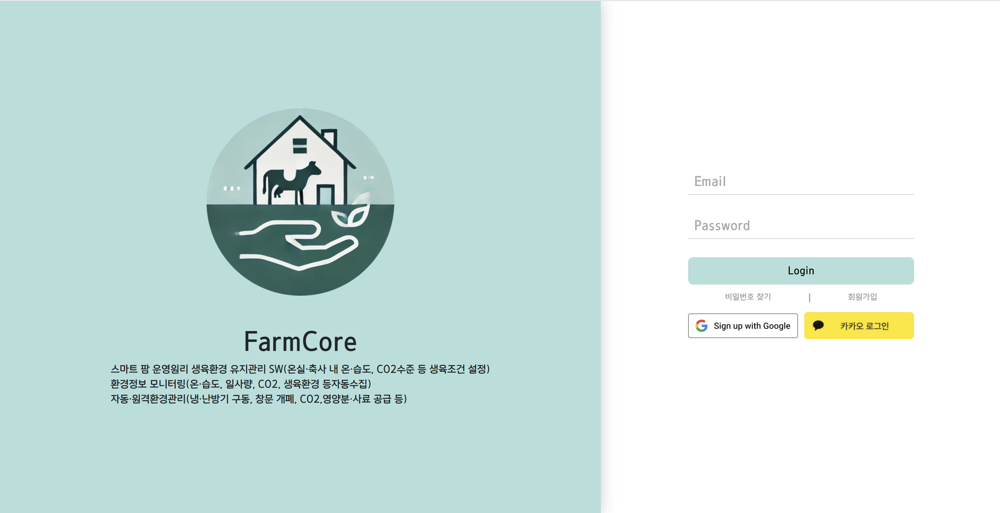 FarmCore
스마트 팜 운영원리 생육환경 유지관리 SW(온실·축사 내 온·습도, CO2수준 등 생육조건 설정)
환경정보 모니터링(온·습도, 일사량, CO2, 생육환경 등자동수집)
자동·원격환경관리(냉·난방기 구동, 창문 개폐, CO2,영양분·사료 공급 등)
Email
Password
Login
비밀번호 찾기 | 회원가입
Sign up with Google 카카오 로그인